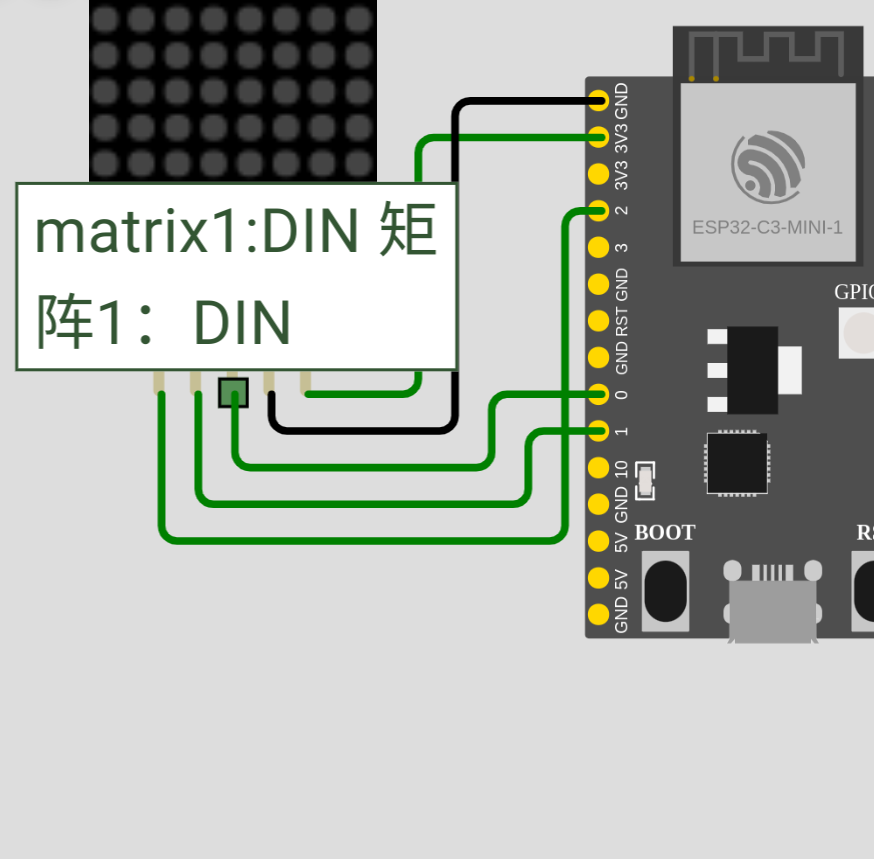 GND
3V3
3V3
2
3
GND
RST
GND
0
1
10
GND
5V
5V
GND
ESP32-C3-MINI-1
matrix1:DIN 矩
阵1：DIN
GPIO
BOOT